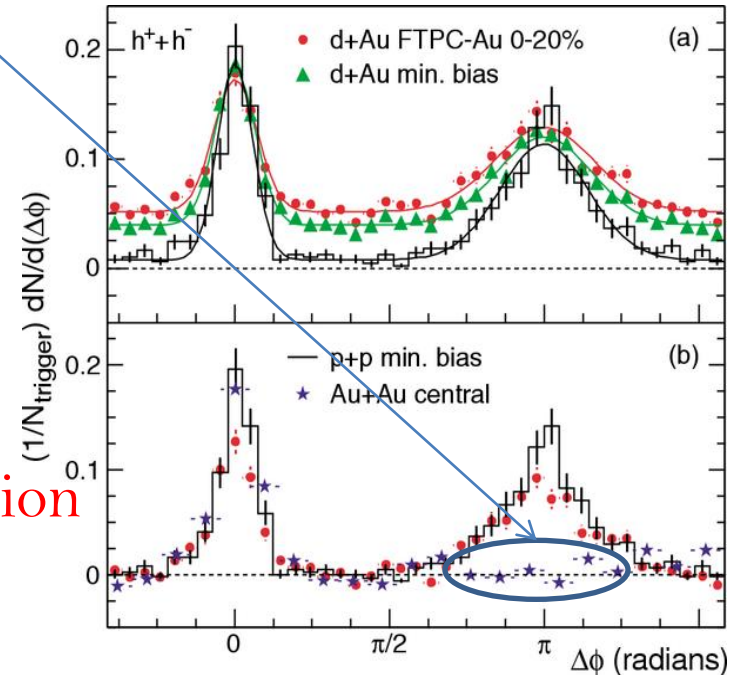 h⁺+h⁻
d+Au FTPC-Au 0-20%
(a)
d+Au min. bias
0.2
0.1
0
(1/N_trigger) dN/d(Δϕ)
p+p min. bias
(b)
Au+Au central
0.2
0.1
0
ion
0
π/2
π
Δϕ (radians)